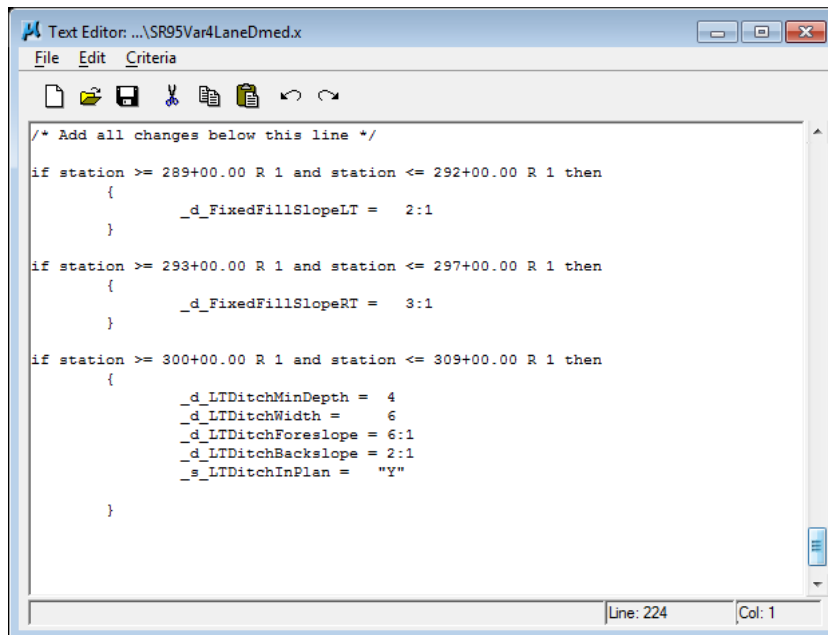 Text Editor: ...\SR95Var4LaneDmed.x
File Edit Criteria
/* Add all changes below this line */
if station >= 289+00.00 R 1 and station <= 292+00.00 R 1 then
{
_d_FixedFillSlopeLT = 2:1
}
if station >= 293+00.00 R 1 and station <= 297+00.00 R 1 then
{
_d_FixedFillSlopeRT = 3:1
}
if station >= 300+00.00 R 1 and station <= 309+00.00 R 1 then
{
_d_LTDitchMinDepth = 4
_d_LTDitchWidth = 6
_d_LTDitchForeslope = 6:1
_d_LTDitchBackslope = 2:1
_s_LTDitchInPlan = "Y"
}
Line: 224 Col: 1